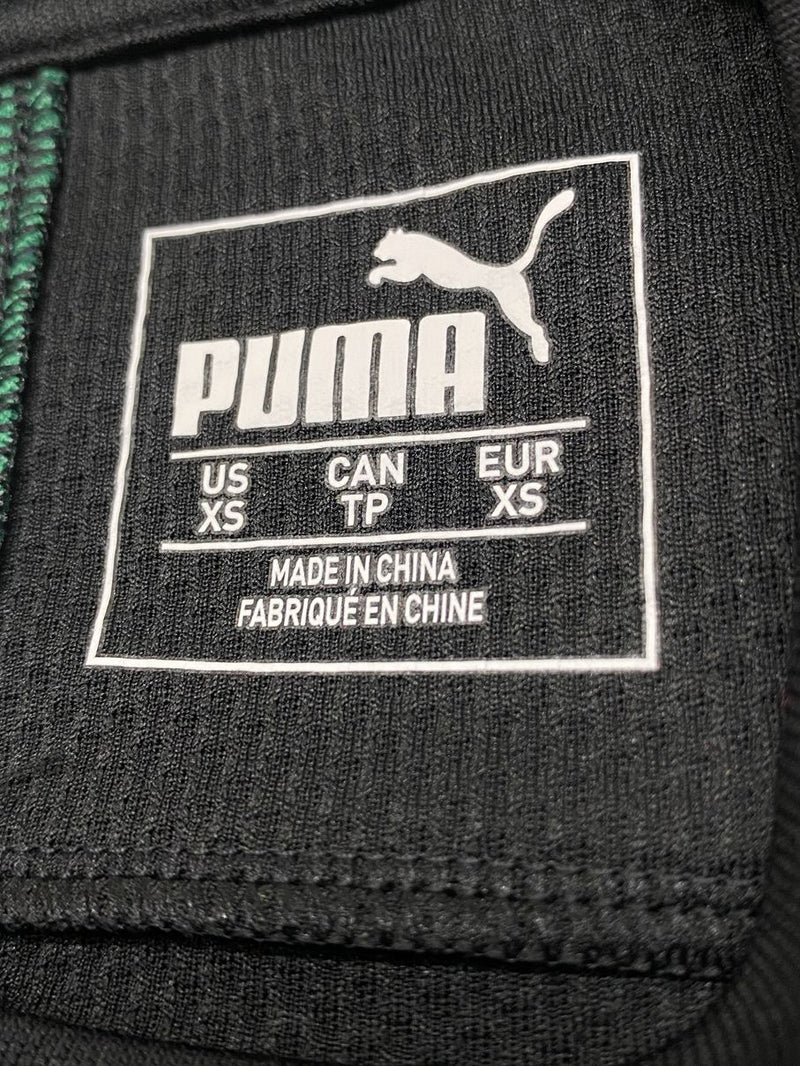 PUMA
US CAN EUR
XS TP XS
MADE IN CHINA
FABRIQUÉ EN CHINE